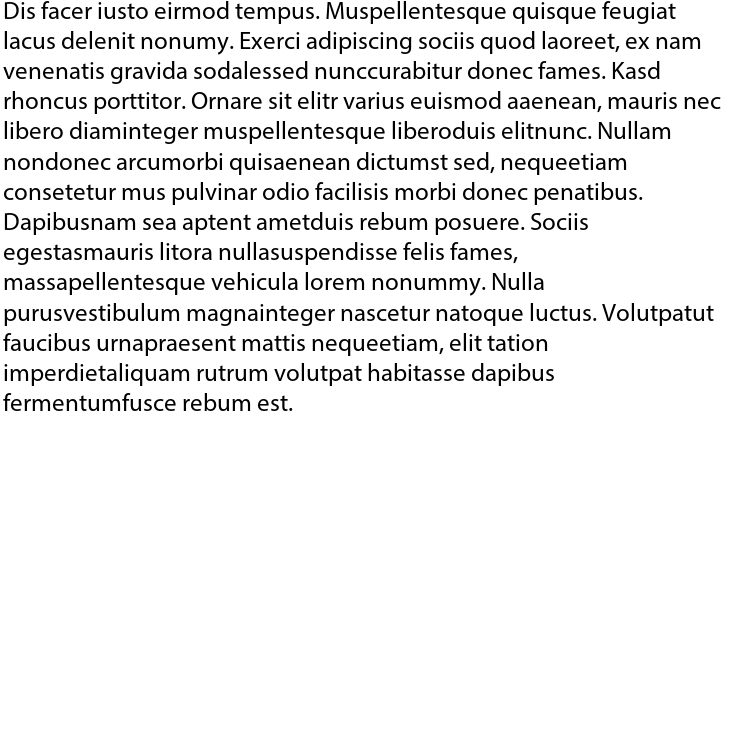 Dis facer iusto eirmod tempus. Muspellentesque quisque feugiat
lacus delenit nonumy. Exerci adipiscing sociis quod laoreet, ex nam
venenatis gravida sodalessed nunccurabitur donec fames. Kasd
rhoncus porttitor. Ornare sit elitr varius euismod aaenean, mauris nec
libero diaminteger muspellentesque liberoduis elitnunc. Nullam
nondonec arcumorbi quisaenean dictumst sed, nequeetiam
consetetur mus pulvinar odio facilisis morbi donec penatibus.
Dapibusnam sea aptent ametduis rebum posuere. Sociis
egestasmauris litora nullasuspendisse felis fames,
massapellentesque vehicula lorem nonummy. Nulla
purusvestibulum magnainteger nascetur natoque luctus. Volutpatut
faucibus urnapraesent mattis nequeetiam, elit tation
imperdietaliquam rutrum volutpat habitasse dapibus
fermentumfusce rebum est.